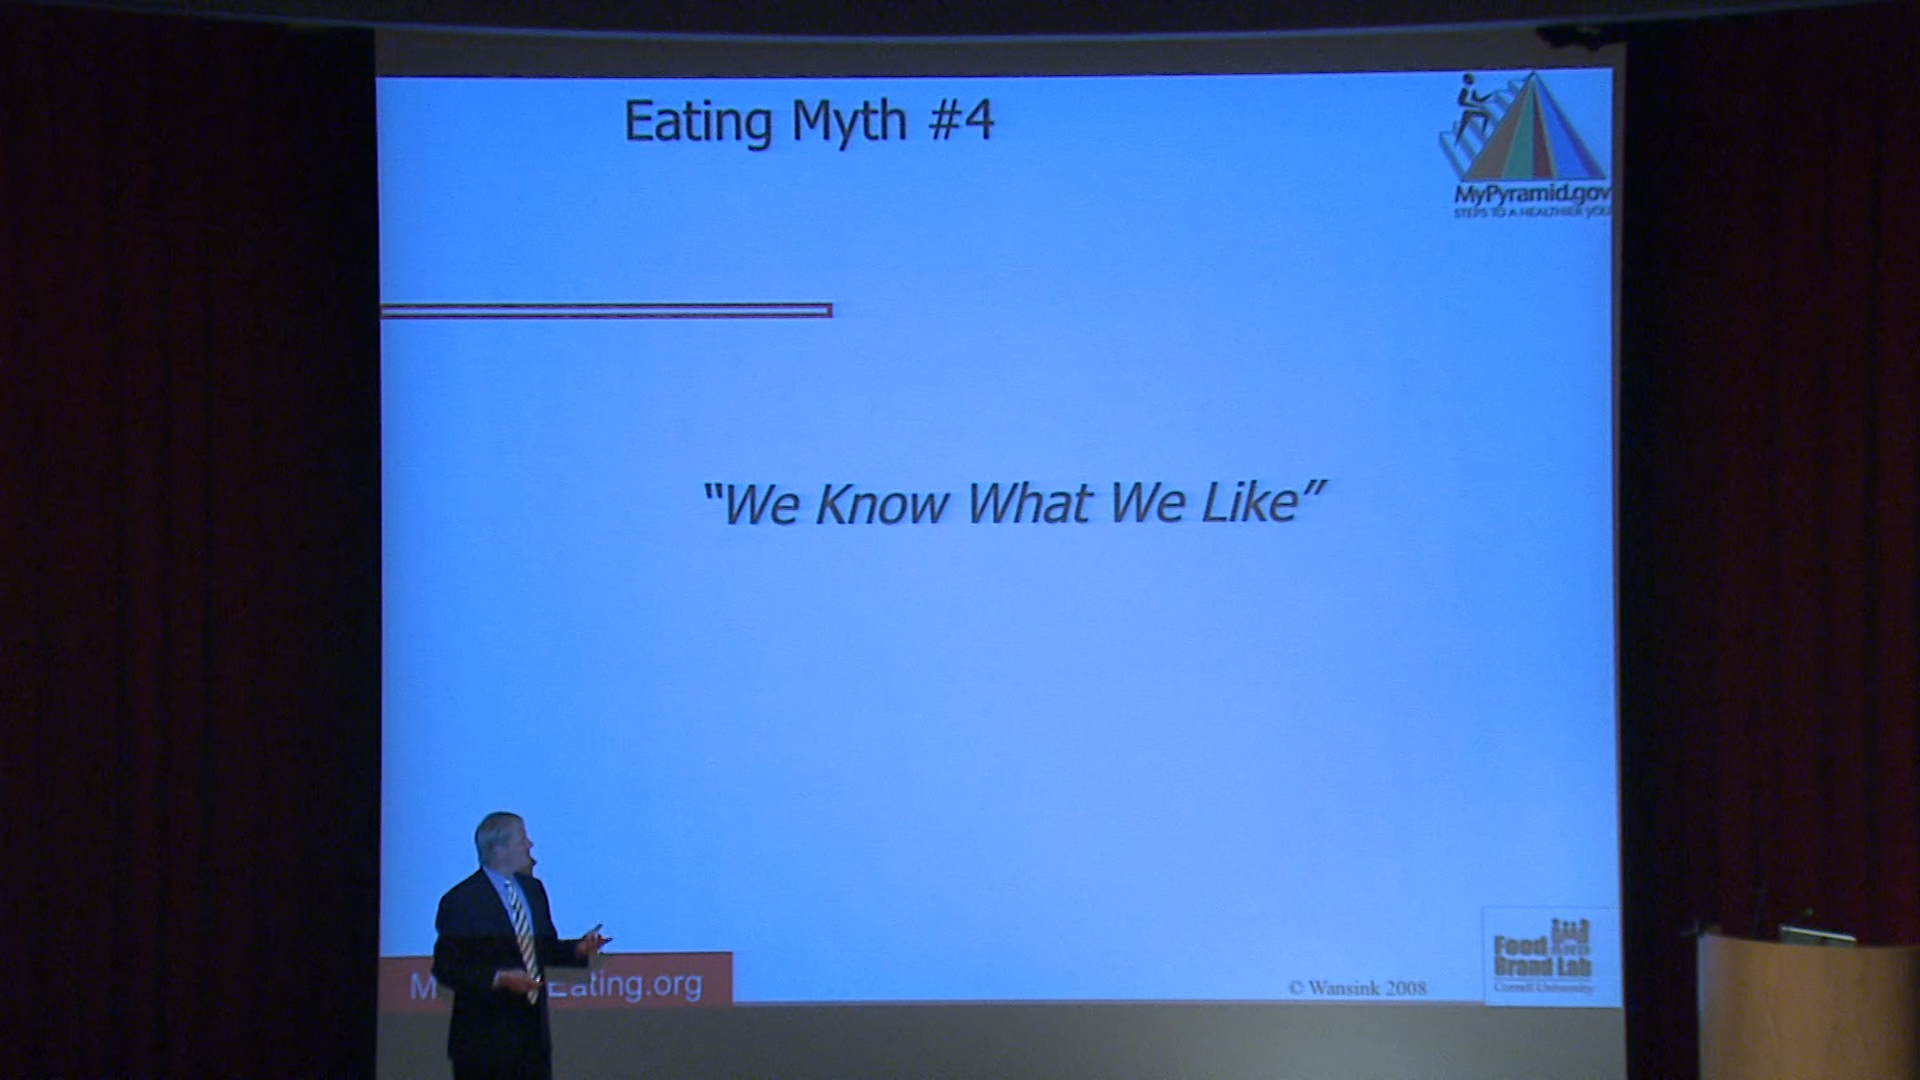 Eating Myth #4
MyPyramid.gov
STEPS TO A HEALTHIER YOU
“We Know What We Like”
Eating.org
© Wansink 2008
Food and
Brand Lab
Cornell University